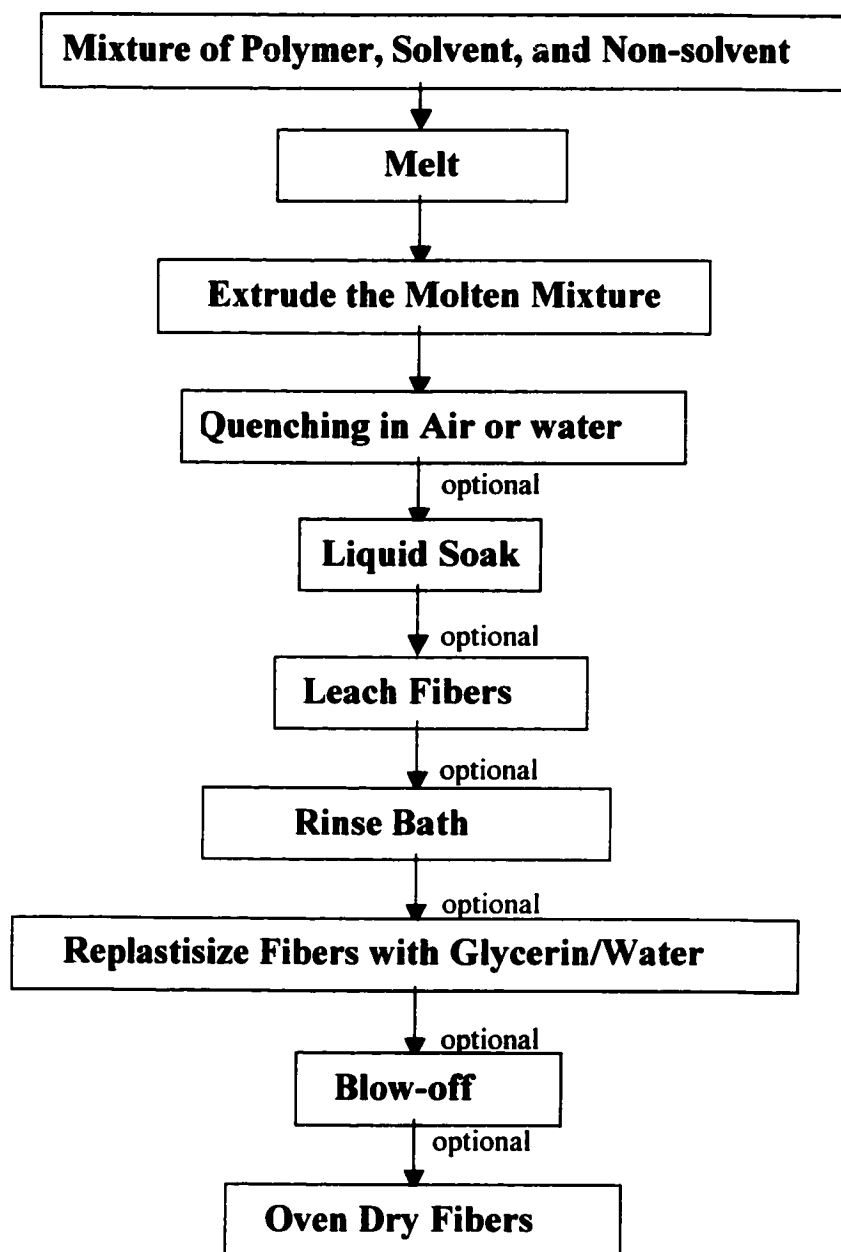 Mixture of Polymer, Solvent, and Non-solvent
Melt
Extrude the Molten Mixture
Quenching in Air or water
optional
Liquid Soak
optional
Leach Fibers
optional
Rinse Bath
optional
Replastisize Fibers with Glycerin/Water
optional
Blow-off
optional
Oven Dry Fibers